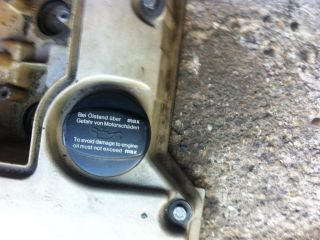 Bei Ölstand über max
Gefahr von Motorschäden
To avoid damage to engine
oil must not exceed max